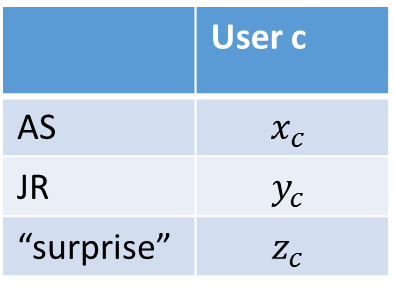 User c
AS x_c
JR y_c
“surprise” z_c